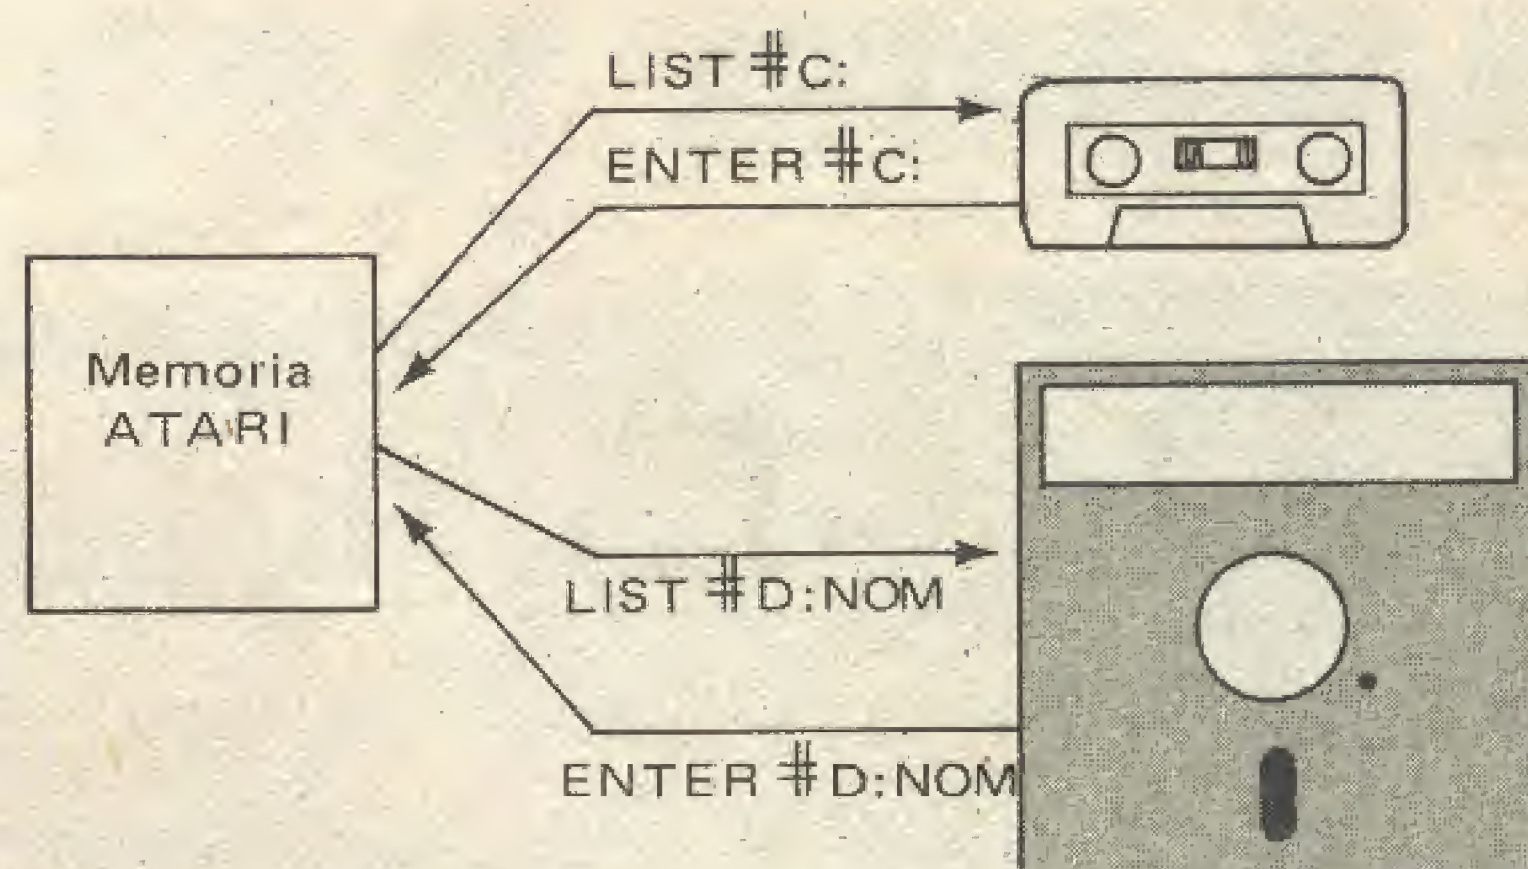 LIST #C:
ENTER #C:
Memoria
ATARI
LIST #D:NOM
ENTER #D:NOM